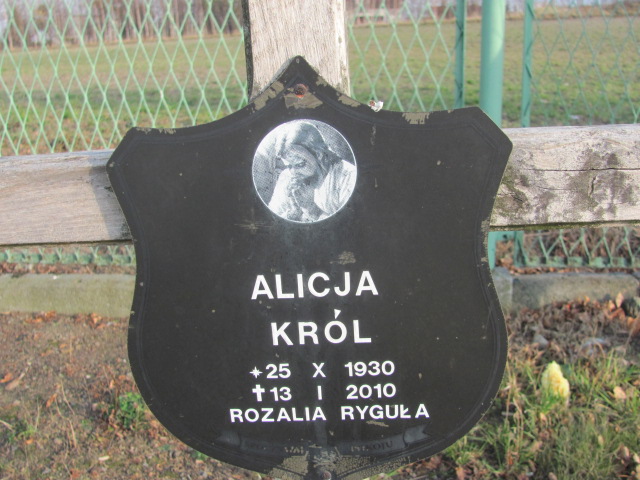 ALICJA
KRÓL
*25 X 1930
✝13 I 2010
ROZALIA RYGUŁA